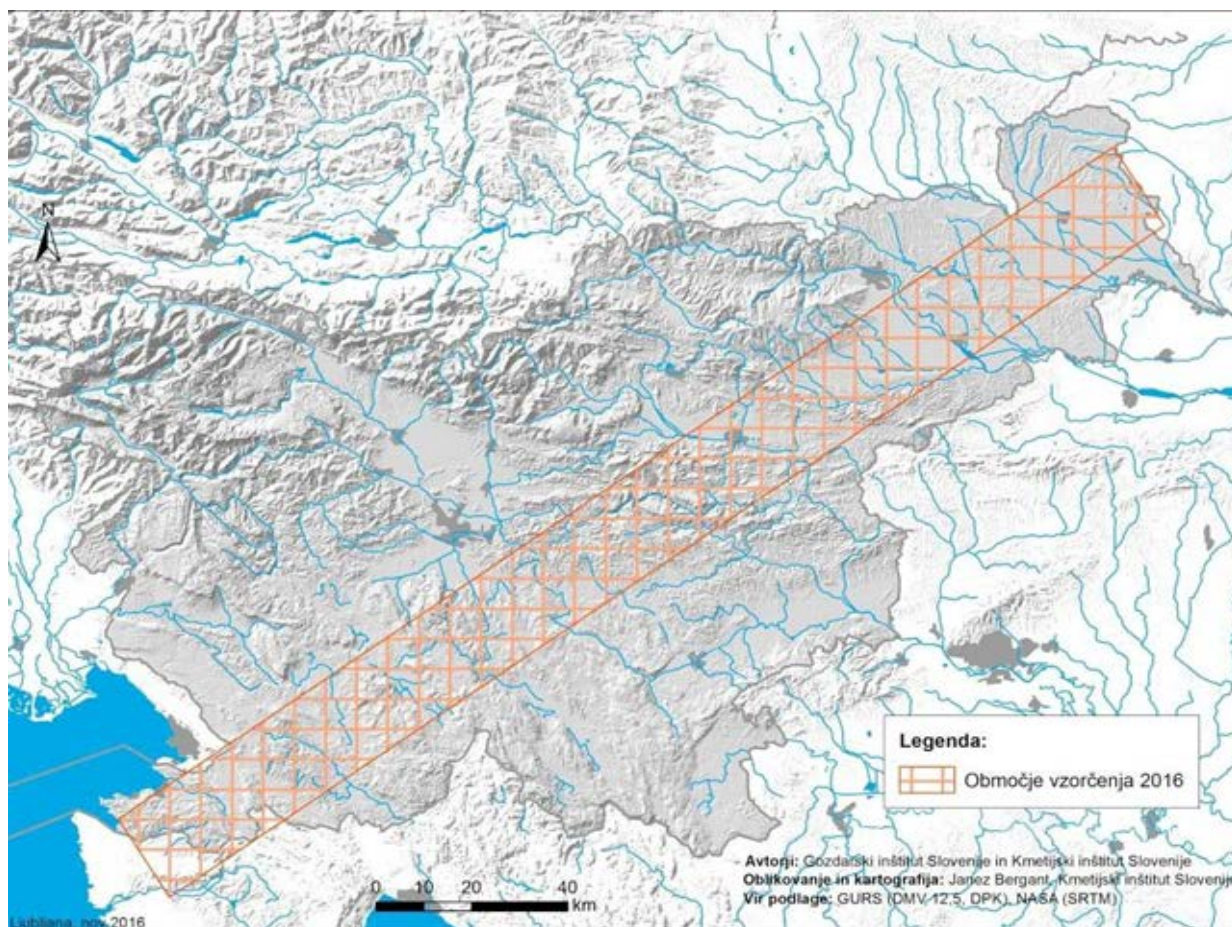 N
Legenda:
Območje vzorčenja 2016
0 10 20 40
km
Avtorji: Gozdarski inštitut Slovenije in Kmetijski inštitut Slovenije
Oblikovanje in kartografija: Janez Bergant, Kmetijski inštitut Slovenije
Vir podlage: GURS (DMV 12,5, DPK), NASA (SRTM)
Ljubljana, nov 2016